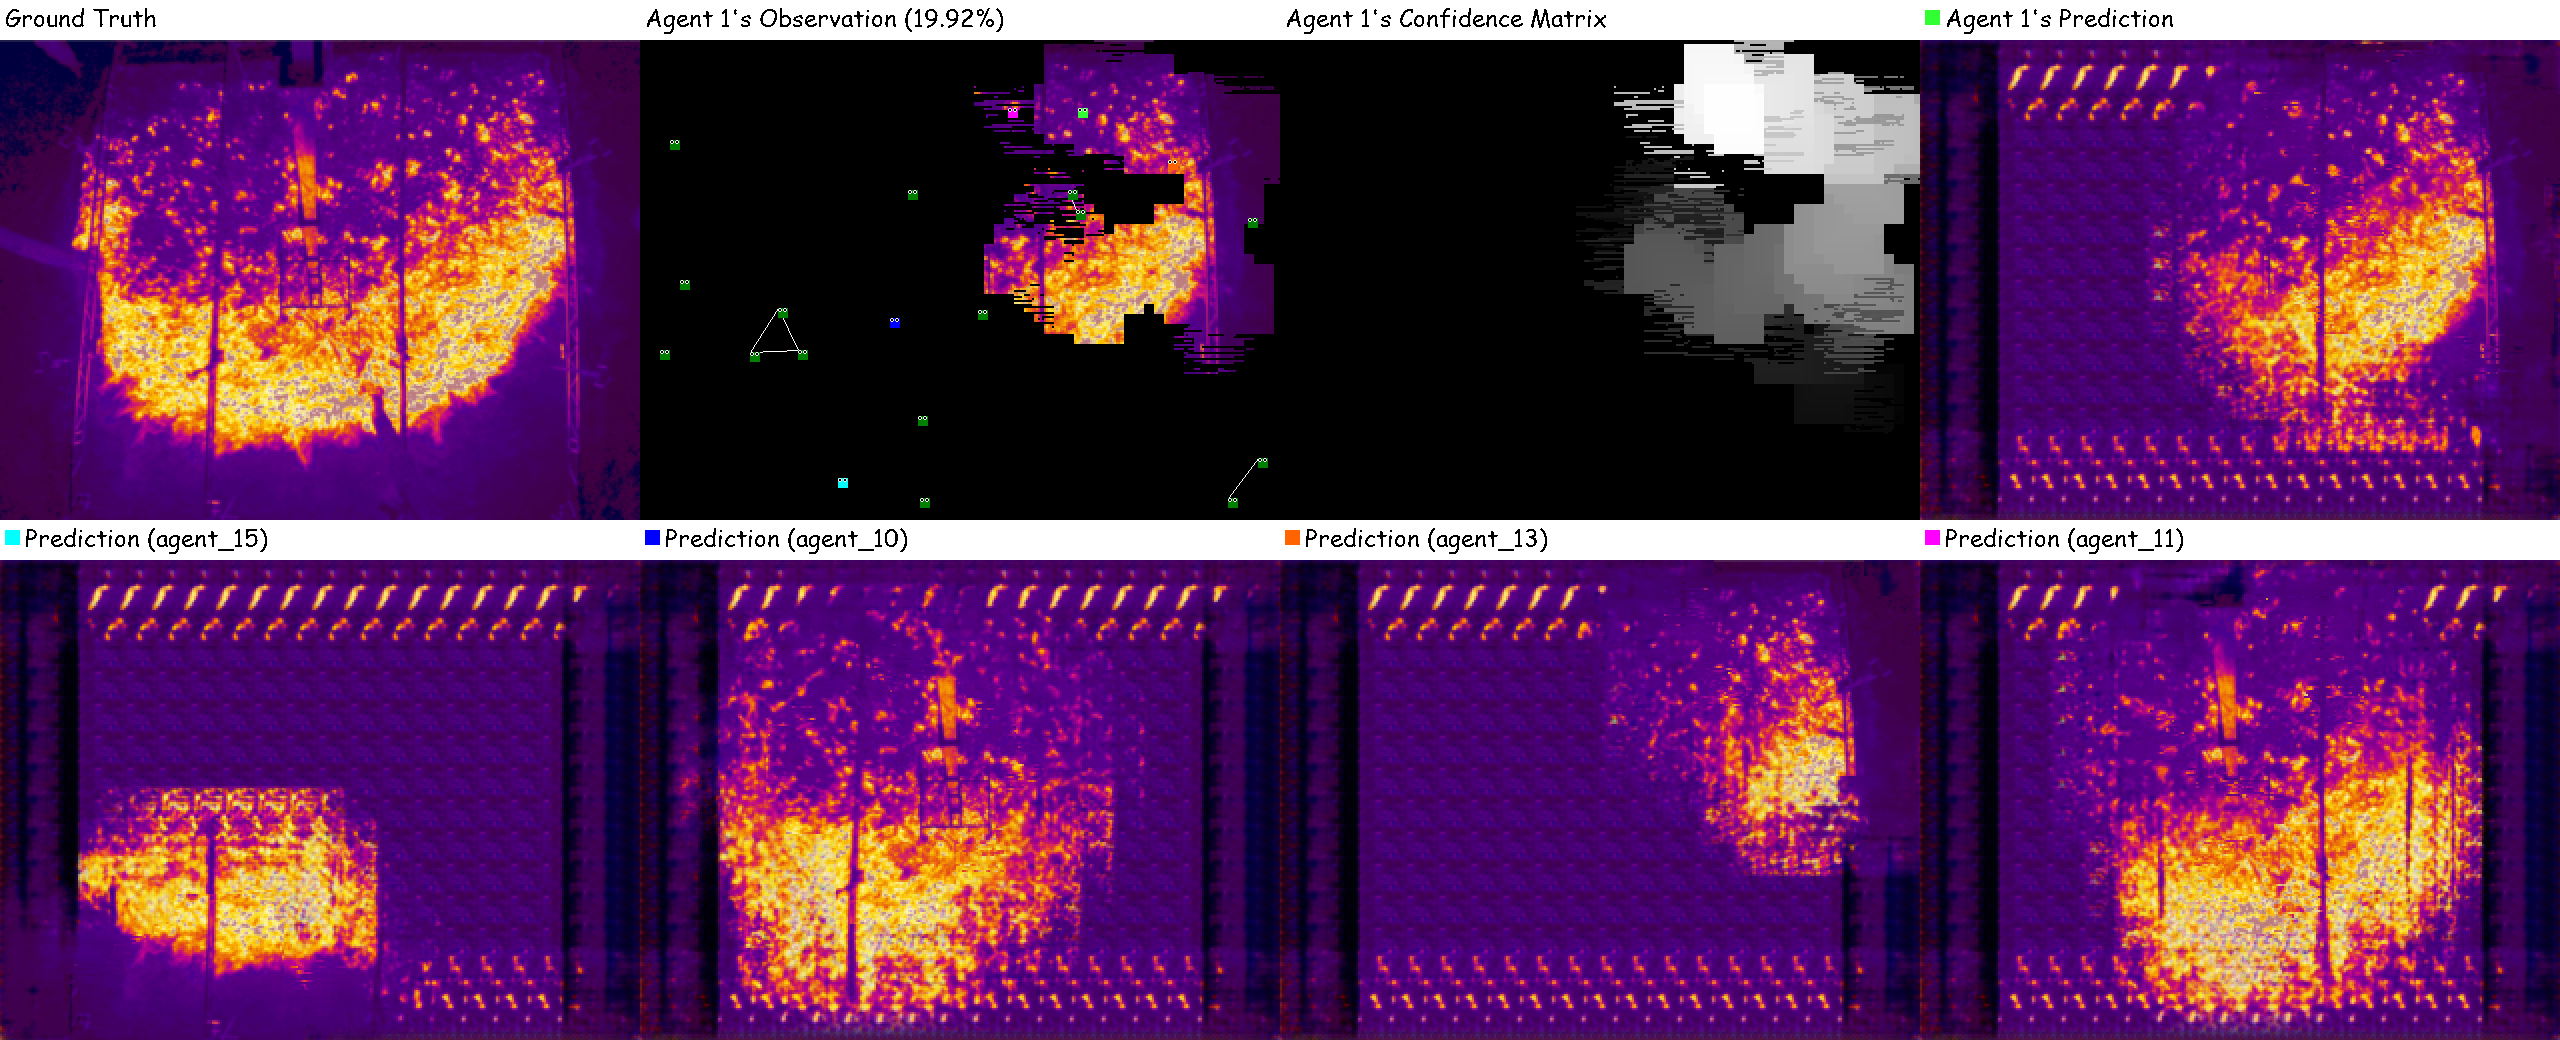 Ground Truth
Agent 1's Observation (19.92%)
Agent 1's Confidence Matrix
Agent 1's Prediction
Prediction (agent_15)
Prediction (agent_10)
Prediction (agent_13)
Prediction (agent_11)